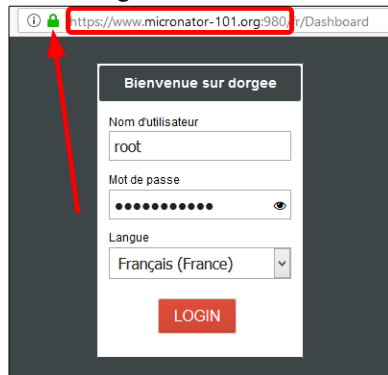 https://www.micronator-101.org:980/fr/Dashboard
Bienvenue sur dorgee
Nom d'utilisateur
root
Mot de passe
●●●●●●●●●●●
Langue
Français (France)
LOGIN